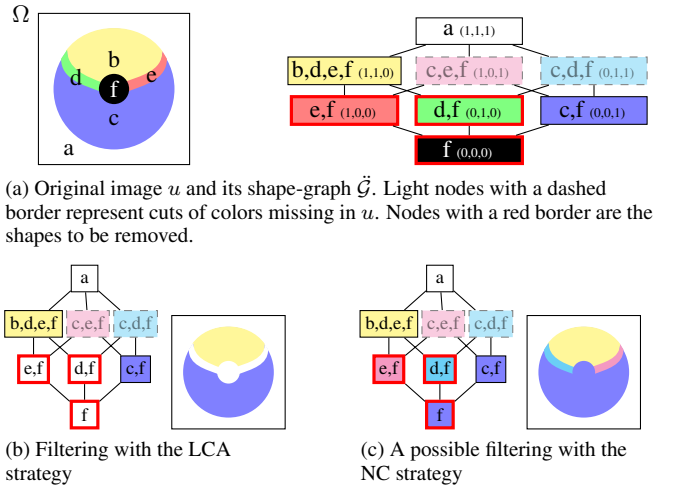 Ω
b
d
e
f
c
a
a (1,1,1)
b,d,e,f (1,1,0) c,e,f (1,0,1) c,d,f (0,1,1)
e,f (1,0,0) d,f (0,1,0) c,f (0,0,1)
f (0,0,0)
(a) Original image u and its shape-graph G̈. Light nodes with a dashed
border represent cuts of colors missing in u. Nodes with a red border are the
shapes to be removed.
a
b,d,e,f c,e,f c,d,f
e,f d,f c,f
f
(b) Filtering with the LCA
strategy
a
b,d,e,f c,e,f c,d,f
e,f d,f c,f
f
(c) A possible filtering with the
NC strategy